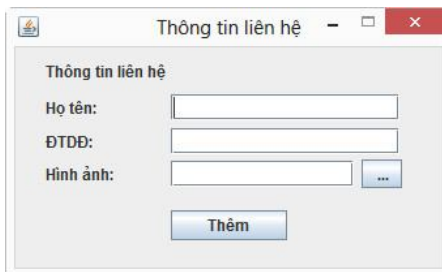 Thông tin liên hệ
Thông tin liên hệ
Họ tên:
ĐTDĐ:
Hình ảnh:
...
Thêm